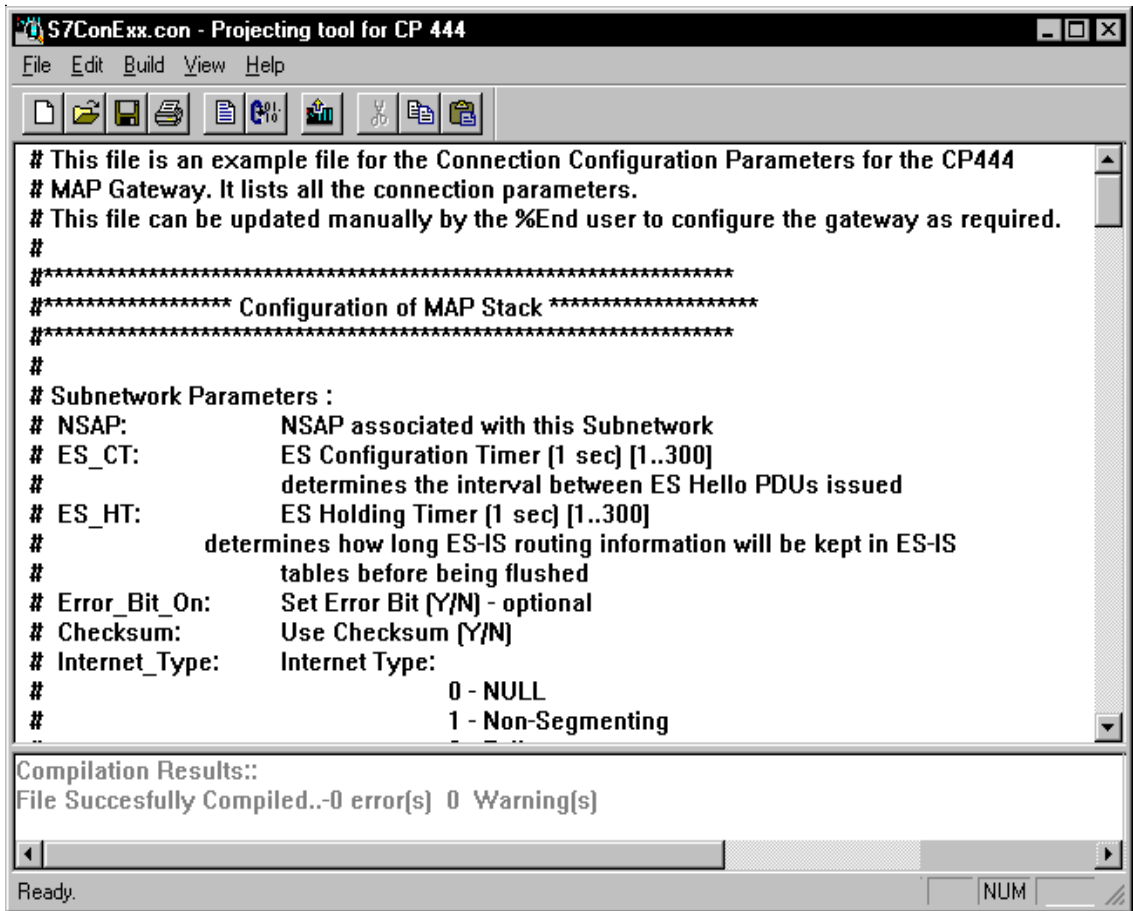 S7ConExx.con - Projecting tool for CP 444
File Edit Build View Help
# This file is an example file for the Connection Configuration Parameters for the CP444
# MAP Gateway. It lists all the connection parameters.
# This file can be updated manually by the %End user to configure the gateway as required.
#
#******************************************************************
#****************** Configuration of MAP Stack ********************
#******************************************************************
#
# Subnetwork Parameters :
# NSAP: NSAP associated with this Subnetwork
# ES_CT: ES Configuration Timer (1 sec) [1..300]
# determines the interval between ES Hello PDUs issued
# ES_HT: ES Holding Timer (1 sec) [1..300]
# determines how long ES-IS routing information will be kept in ES-IS
# tables before being flushed
# Error_Bit_On: Set Error Bit (Y/N) - optional
# Checksum: Use Checksum (Y/N)
# Internet_Type: Internet Type:
# 0 - NULL
# 1 - Non-Segmenting
Compilation Results::
File Succesfully Compiled..-0 error(s) 0 Warning(s)
Ready.
NUM